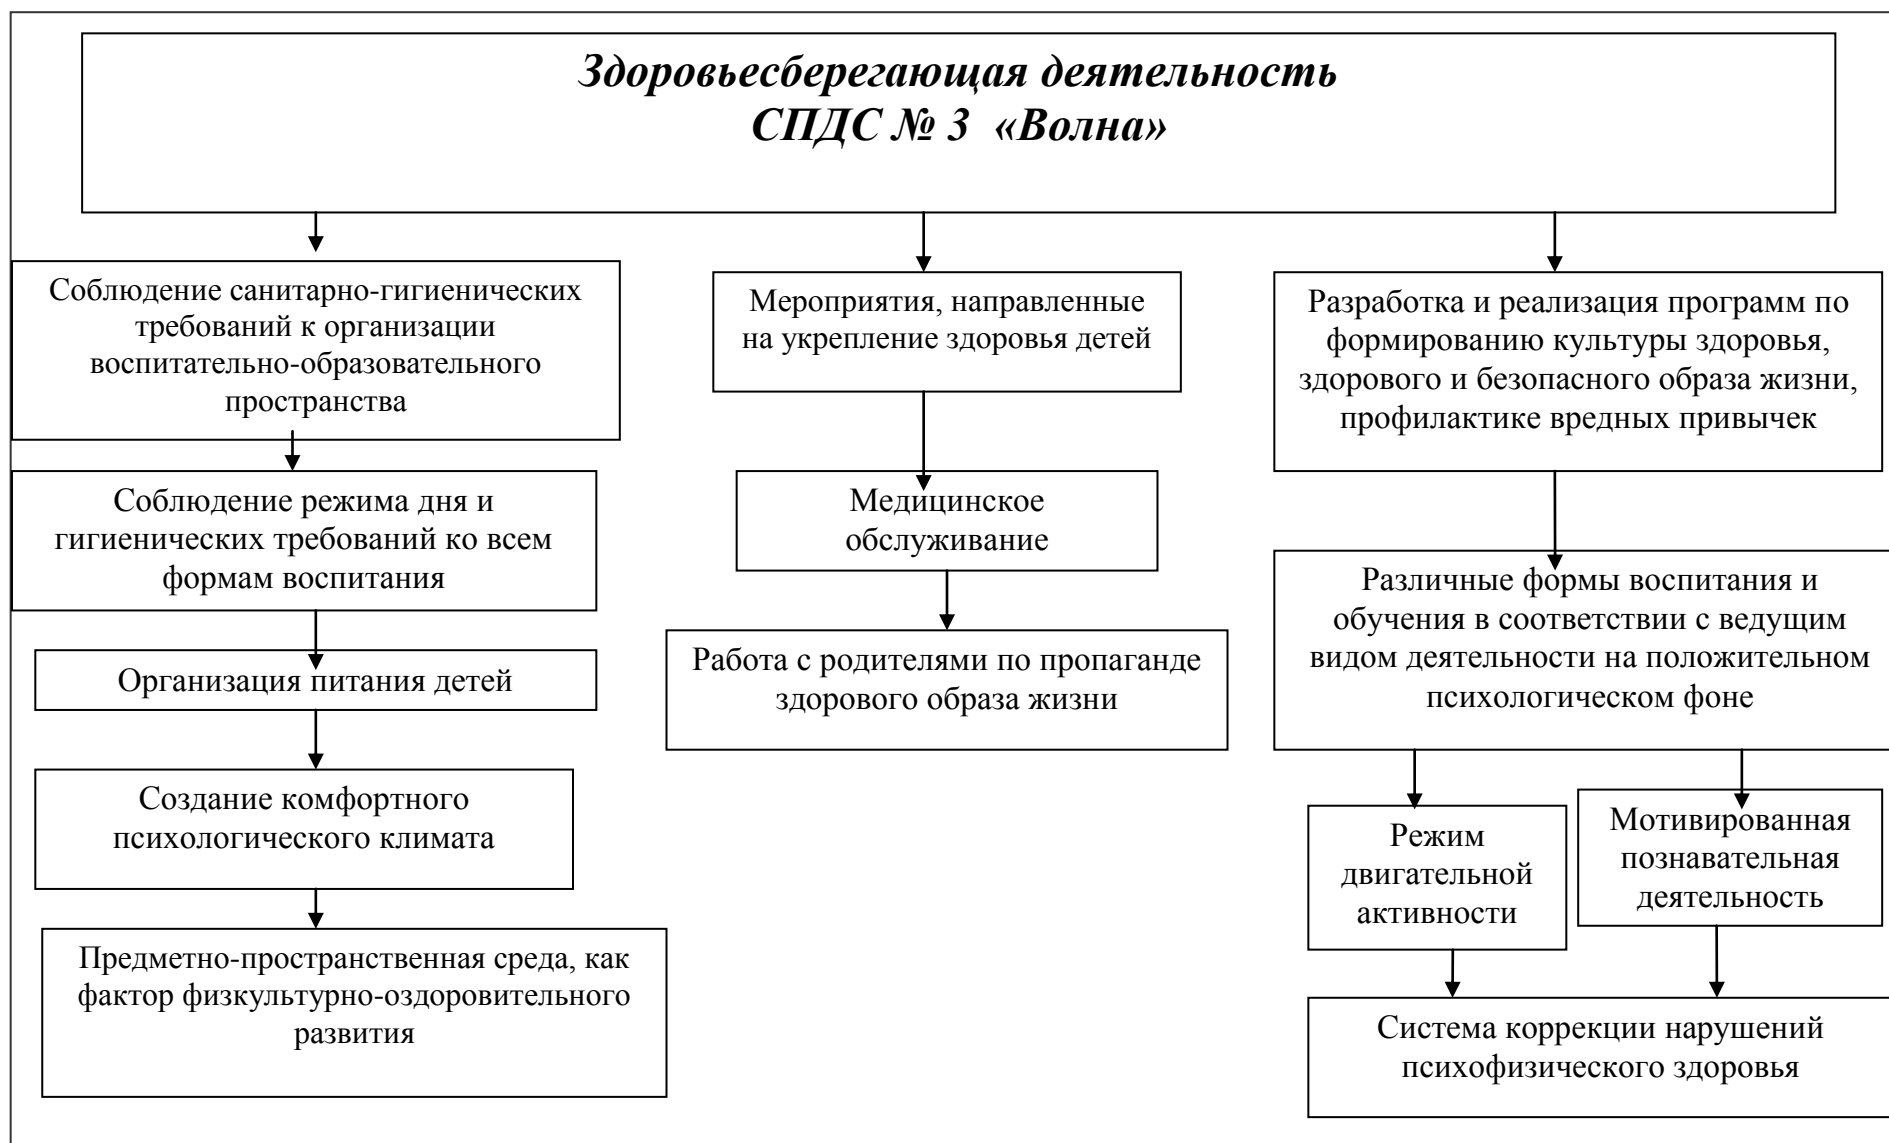 Здоровьесберегающая деятельность
СПДС № 3 «Волна»
Соблюдение санитарно-гигиенических
требований к организации
воспитательно-образовательного
пространства
Соблюдение режима дня и
гигиенических требований ко всем
формам воспитания
Организация питания детей
Создание комфортного
психологического климата
Предметно-пространственная среда, как
фактор физкультурно-оздоровительного
развития
Мероприятия, направленные
на укрепление здоровья детей
Медицинское
обслуживание
Работа с родителями по пропаганде
здорового образа жизни
Разработка и реализация программ по
формированию культуры здоровья,
здорового и безопасного образа жизни,
профилактике вредных привычек
Различные формы воспитания и
обучения в соответствии с ведущим
видом деятельности на положительном
психологическом фоне
Режим
двигательной
активности
Мотивированная
познавательная
деятельность
Система коррекции нарушений
психофизического здоровья